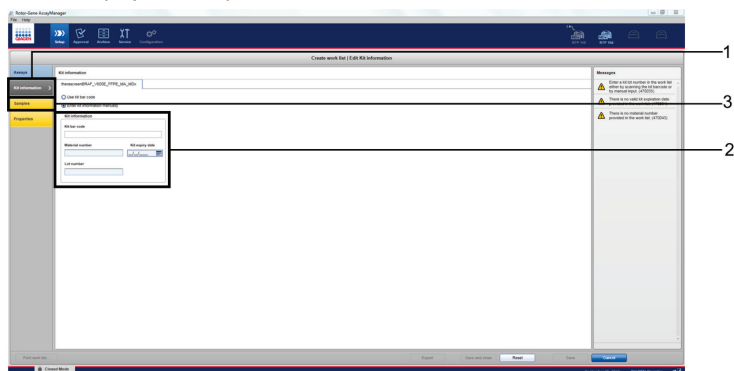 Rotor-Gene AssayManager
File Help
QIAGEN
Setup Approval Archive Service Configuration
Create work list | Edit Kit information
1
Assays
Kit information
Samples
Properties
Kit information
therascreenBRAF_V600E_FFPE_MA_MDx
Use kit bar code
Enter kit information manually
Kit information
Kit bar code
Material number Kit expiry date
Lot number
Messages
Enter a kit lot number in the work list
either by scanning the kit barcode or
by manual input.
There is no valid kit expiration date
3
There is no material number
provided in the work list.
2
Print work list
Export Save and close Reset Save Cancel
Closed Mode